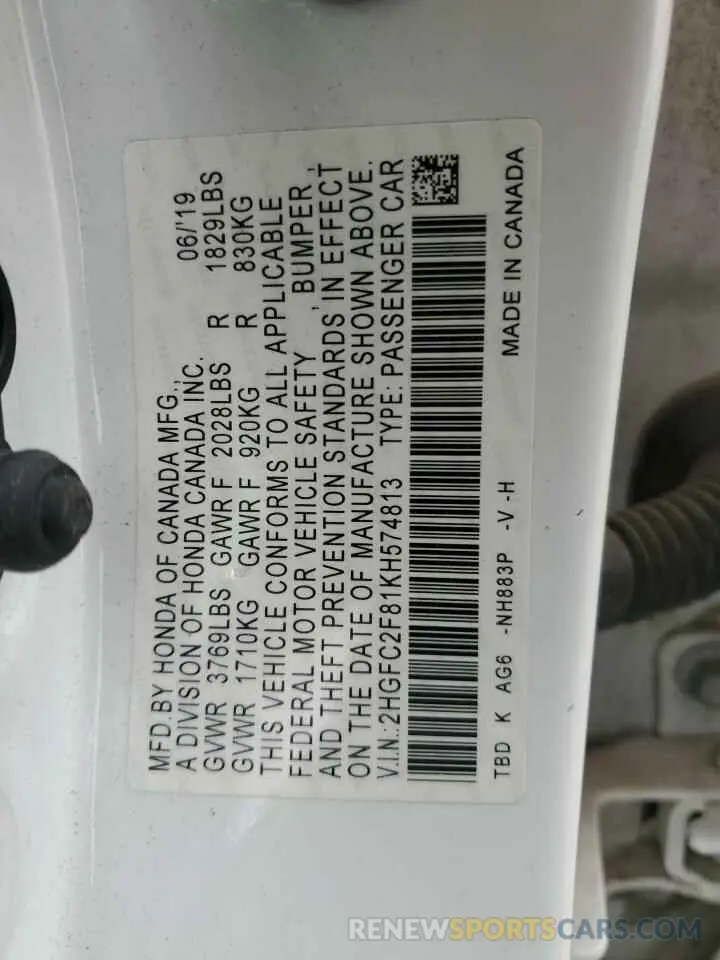 MFD.BY HONDA OF CANADA MFG.,
A DIVISION OF HONDA CANADA INC. 06/'19
GVWR 3769LBS GAWR F 2028LBS R 1829LBS
GVWR 1710KG GAWR F 920KG R 830KG
THIS VEHICLE CONFORMS TO ALL APPLICABLE
FEDERAL MOTOR VEHICLE SAFETY , BUMPER ,
AND THEFT PREVENTION STANDARDS IN EFFECT
ON THE DATE OF MANUFACTURE SHOWN ABOVE.
V.I.N.:2HGFC2F81KH574813 TYPE: PASSENGER CAR
TBD K AG6 -NH883P -V -H MADE IN CANADA
RENEWSPORTSCAR.COM